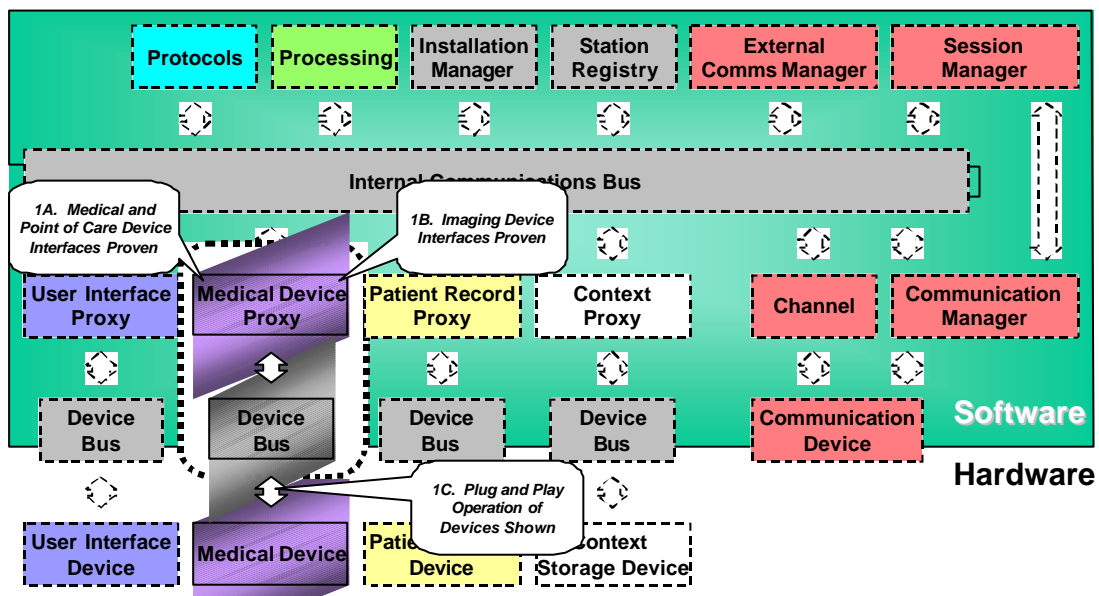 Protocols
Processing
Installation
Manager
Station
Registry
External
Comms Manager
Session
Manager
Internal Communications Bus
1A. Medical and
Point of Care Device
Interfaces Proven
1B. Imaging Device
Interfaces Proven
User Interface
Proxy
Medical Device
Proxy
Patient Record
Proxy
Context
Proxy
Channel
Communication
Manager
Device
Bus
Device
Bus
Device
Bus
Device
Bus
Communication
Device
Software
Hardware
1C. Plug and Play
Operation of
Devices Shown
User Interface
Device
Medical Device
Device
Context
Storage Device